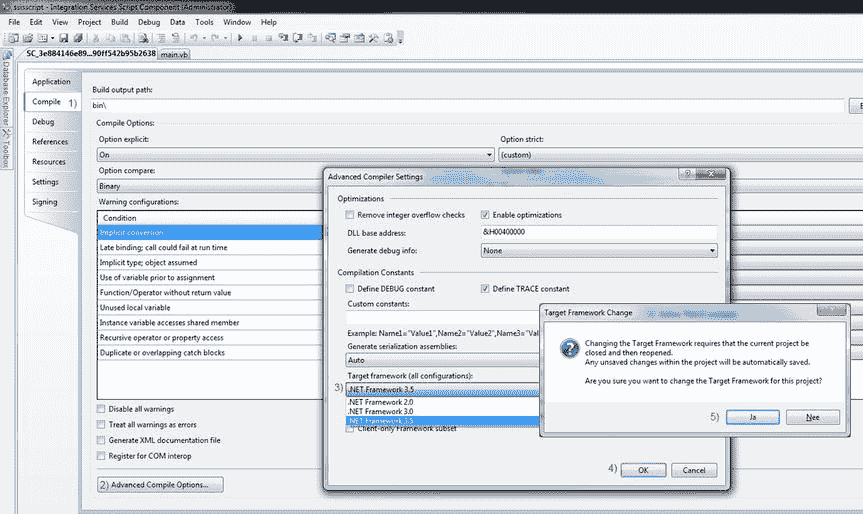 ssisscript - Integration Services Script Component (Administrator)
File Edit View Project Build Debug Data Tools Window Help
SC_3e884146e89...90ff542b95b2638 main.vb
Database Explorer
Toolbox
Application
Compile 1)
Debug
References
Resources
Settings
Signing
Build output path:
bin\
Compile Options:
Option explicit:
On
Option strict:
(custom)
Option compare:
Binary
Warning configurations:
Condition
Implicit conversion
Late binding; call could fail at run time
Implicit type; object assumed
Use of variable prior to assignment
Function/Operator without return value
Unused local variable
Instance variable accesses shared member
Recursive operator or property access
Duplicate or overlapping catch blocks
Disable all warnings
Treat all warnings as errors
Generate XML documentation file
Register for COM interop
2) Advanced Compile Options...
Advanced Compiler Settings
Optimizations
Remove integer overflow checks
Enable optimizations
DLL base address:
&H00400000
Generate debug info:
None
Compilation Constants
Define DEBUG constant
Define TRACE constant
Custom constants:
Example: Name1="Value1",Name2="Value2",Name3="Val
Generate serialization assemblies:
Auto
Target framework (all configurations):
3) .NET Framework 3.5
.NET Framework 2.0
.NET Framework 3.0
.NET Framework 3.5
Client-only Framework subset
4) OK Cancel
Target Framework Change
Changing the Target Framework requires that the current project be
closed and then reopened.
Any unsaved changes within the project will be automatically saved.
Are you sure you want to change the Target Framework for this project?
5) Ja Nee